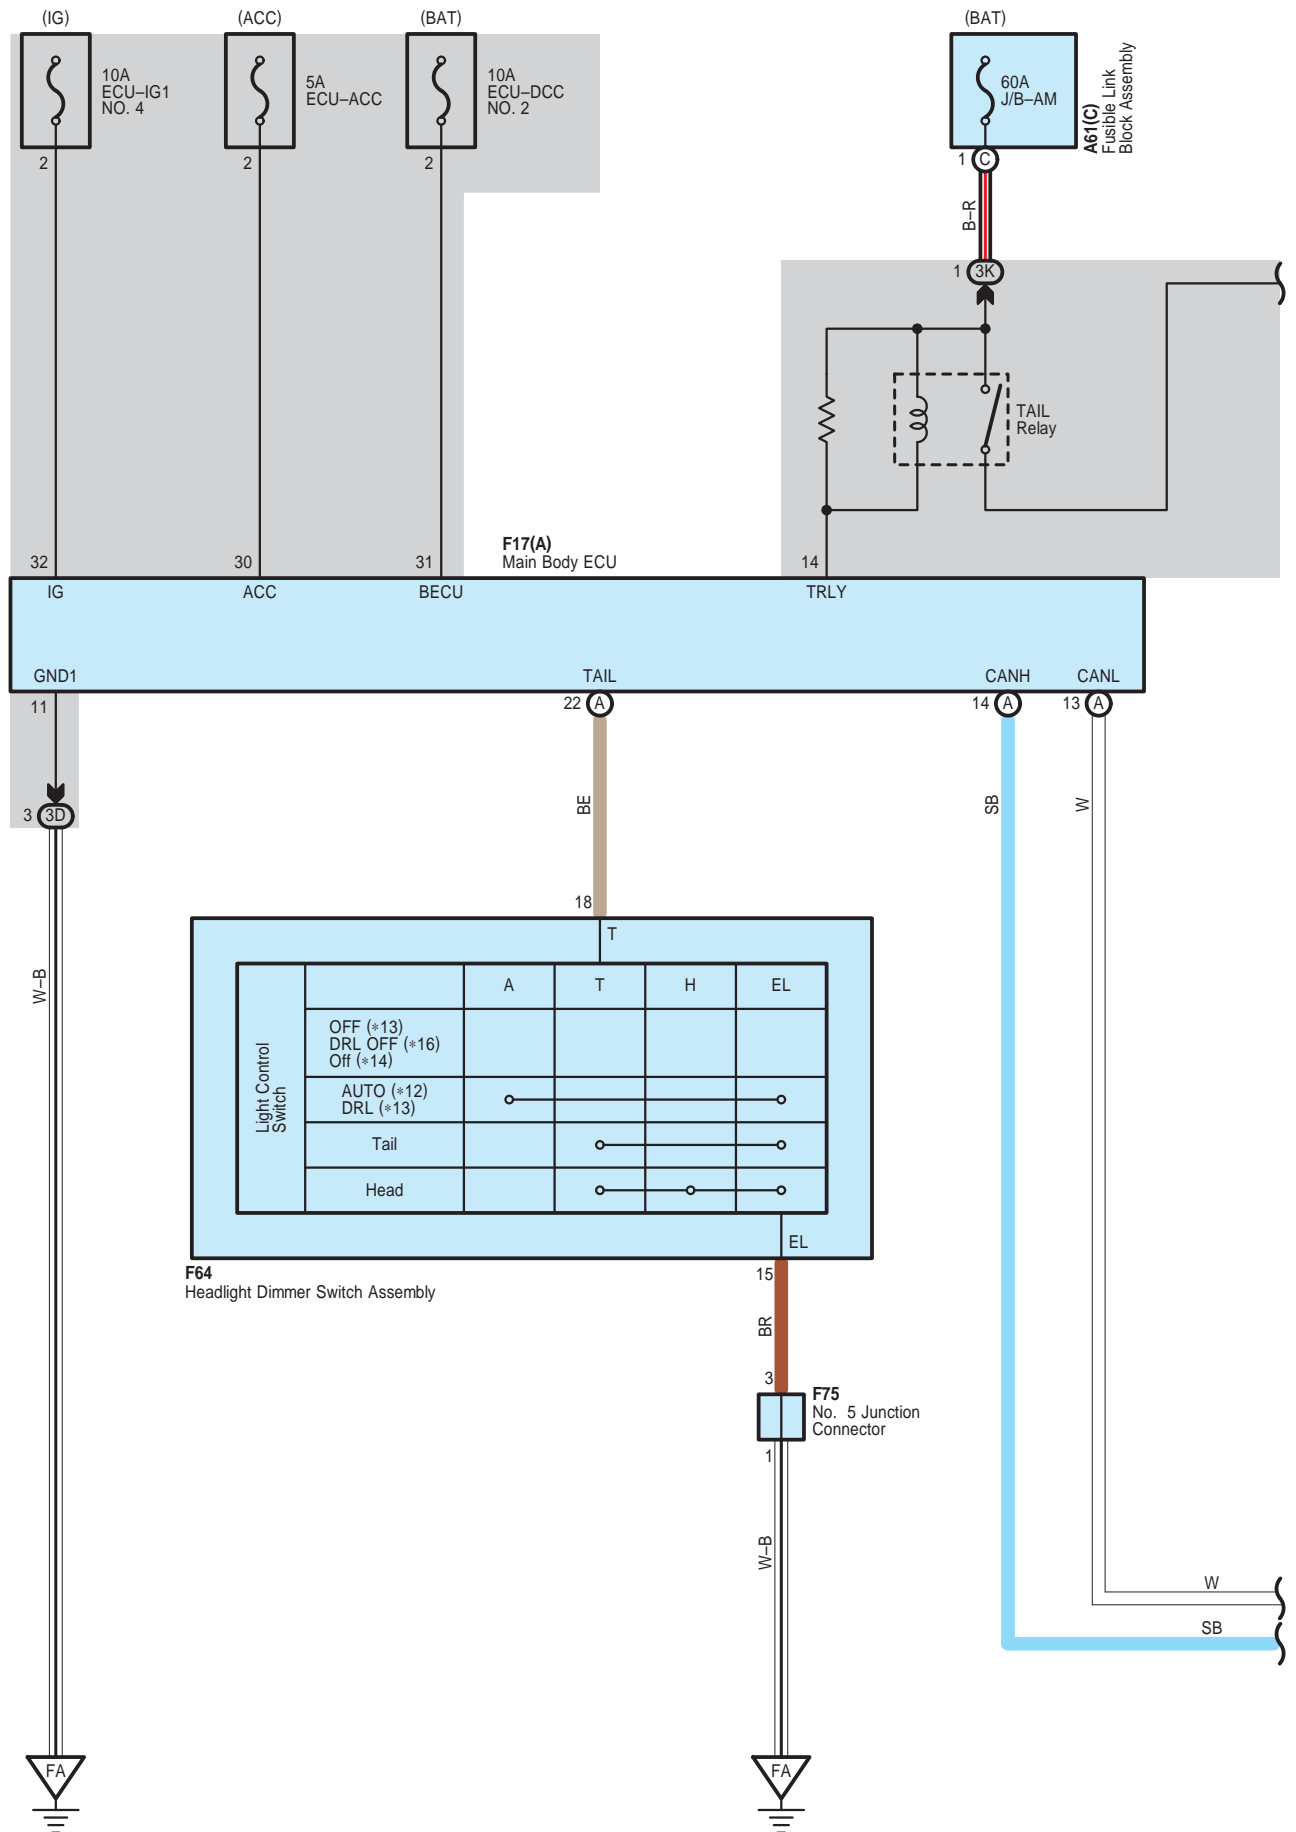 (IG)
(ACC)
(BAT)
(BAT)
10A
ECU–IG1
NO. 4
5A
ECU–ACC
10A
ECU–DCC
NO. 2
60A
J/B–AM
A61(C)
Fusible Link
Block Assembly
2
2
2
1 C
B–R
1 3K
TAIL
Relay
F17(A)
Main Body ECU
32
30
31
14
IG
ACC
BECU
TRLY
GND1
TAIL
CANH
CANL
11
22 A
14 A
13 A
3 3D
BE
SB
W
18
T
W–B
Light Control
Switch
A
T
H
EL
OFF (*13)
DRL OFF (*16)
Off (*14)
AUTO (*12)
DRL (*13)
Tail
Head
EL
F64
Headlight Dimmer Switch Assembly
15
BR
3
F75
No. 5 Junction
Connector
1
W–B
W
SB
FA
FA